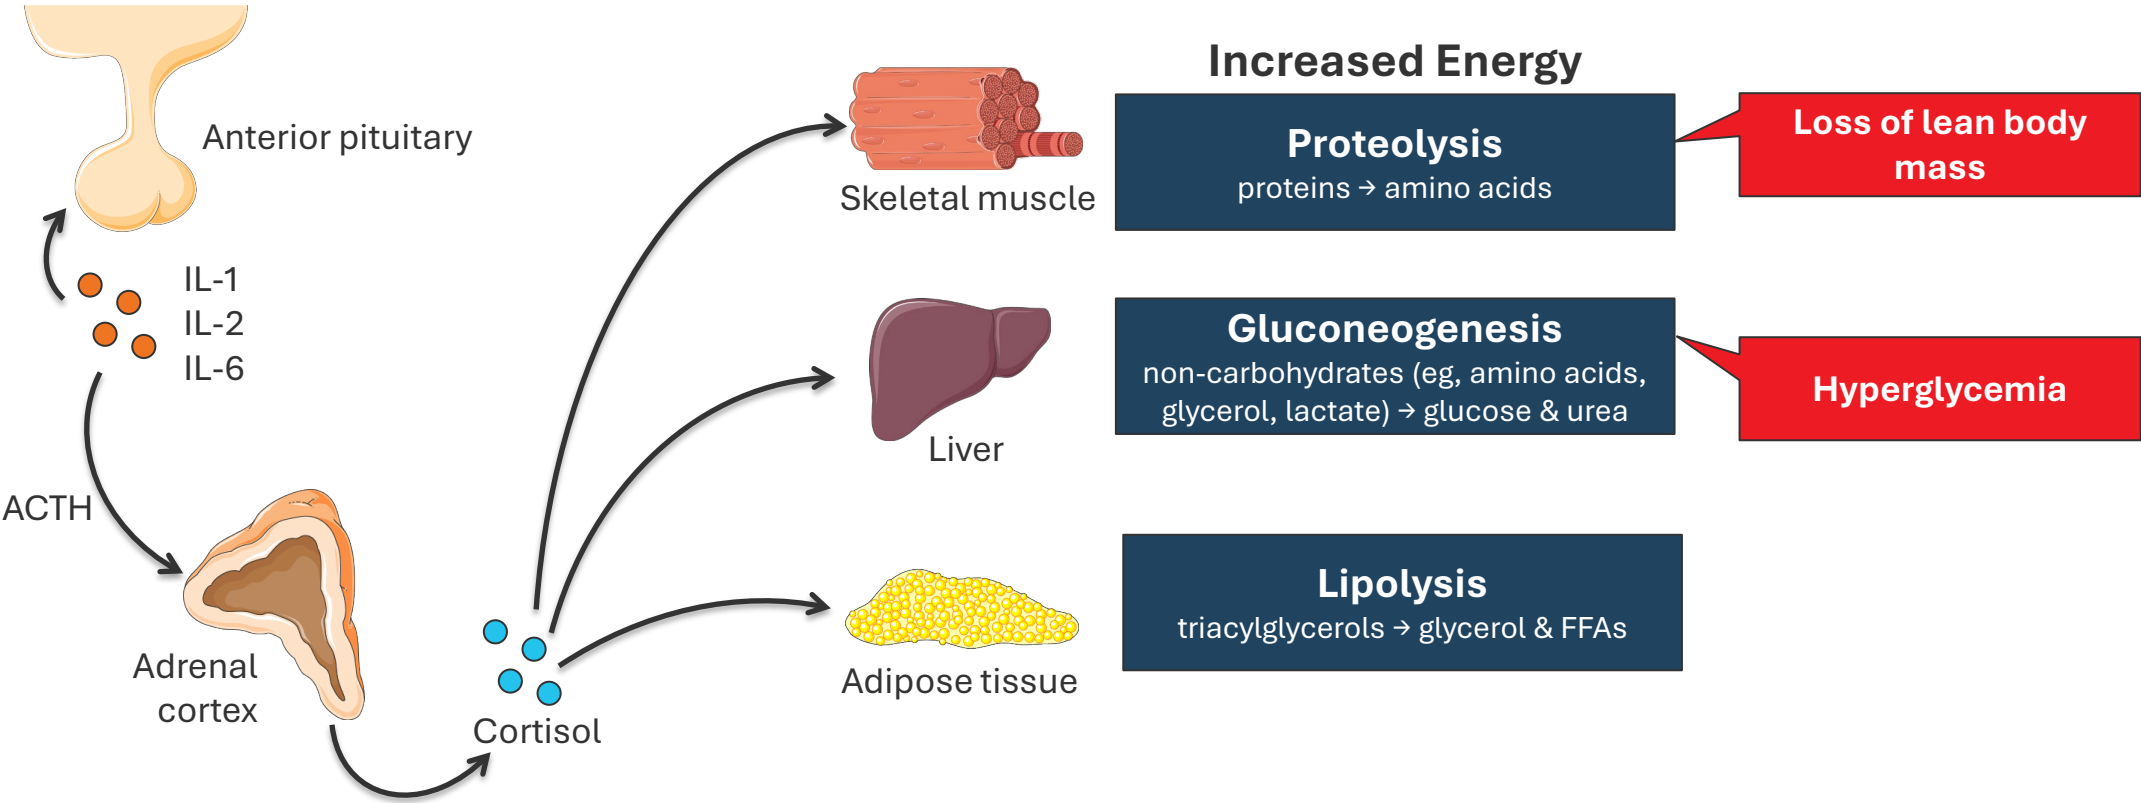 Anterior pituitary
IL-1
IL-2
IL-6
ACTH
Adrenal
cortex
Cortisol
Skeletal muscle
Liver
Adipose tissue
Increased Energy
Proteolysis
proteins → amino acids
Loss of lean body
mass
Gluconeogenesis
non-carbohydrates (eg, amino acids,
glycerol, lactate) → glucose & urea
Hyperglycemia
Lipolysis
triacylglycerols → glycerol & FFAs